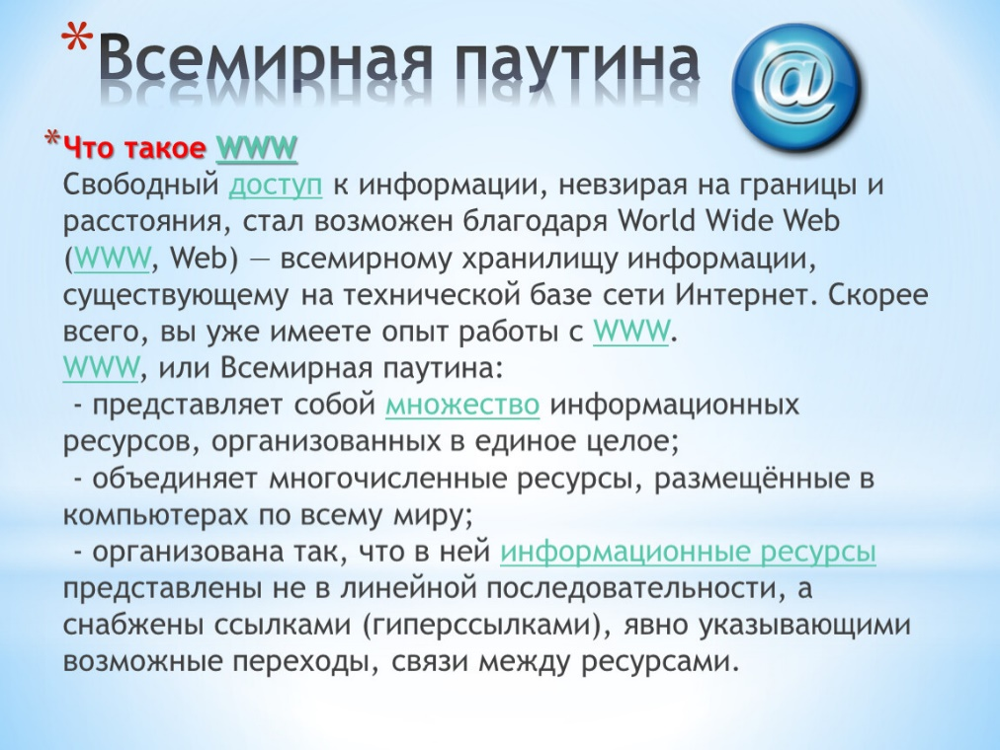 * Всемирная паутина
@
* Что такое WWW
Свободный доступ к информации, невзирая на границы и
расстояния, стал возможен благодаря World Wide Web
(WWW, Web) — всемирному хранилищу информации,
существующему на технической базе сети Интернет. Скорее
всего, вы уже имеете опыт работы с WWW.
WWW, или Всемирная паутина:
- представляет собой множество информационных
ресурсов, организованных в единое целое;
- объединяет многочисленные ресурсы, размещённые в
компьютерах по всему миру;
- организована так, что в ней информационные ресурсы
представлены не в линейной последовательности, а
снабжены ссылками (гиперссылками), явно указывающими
возможные переходы, связи между ресурсами.